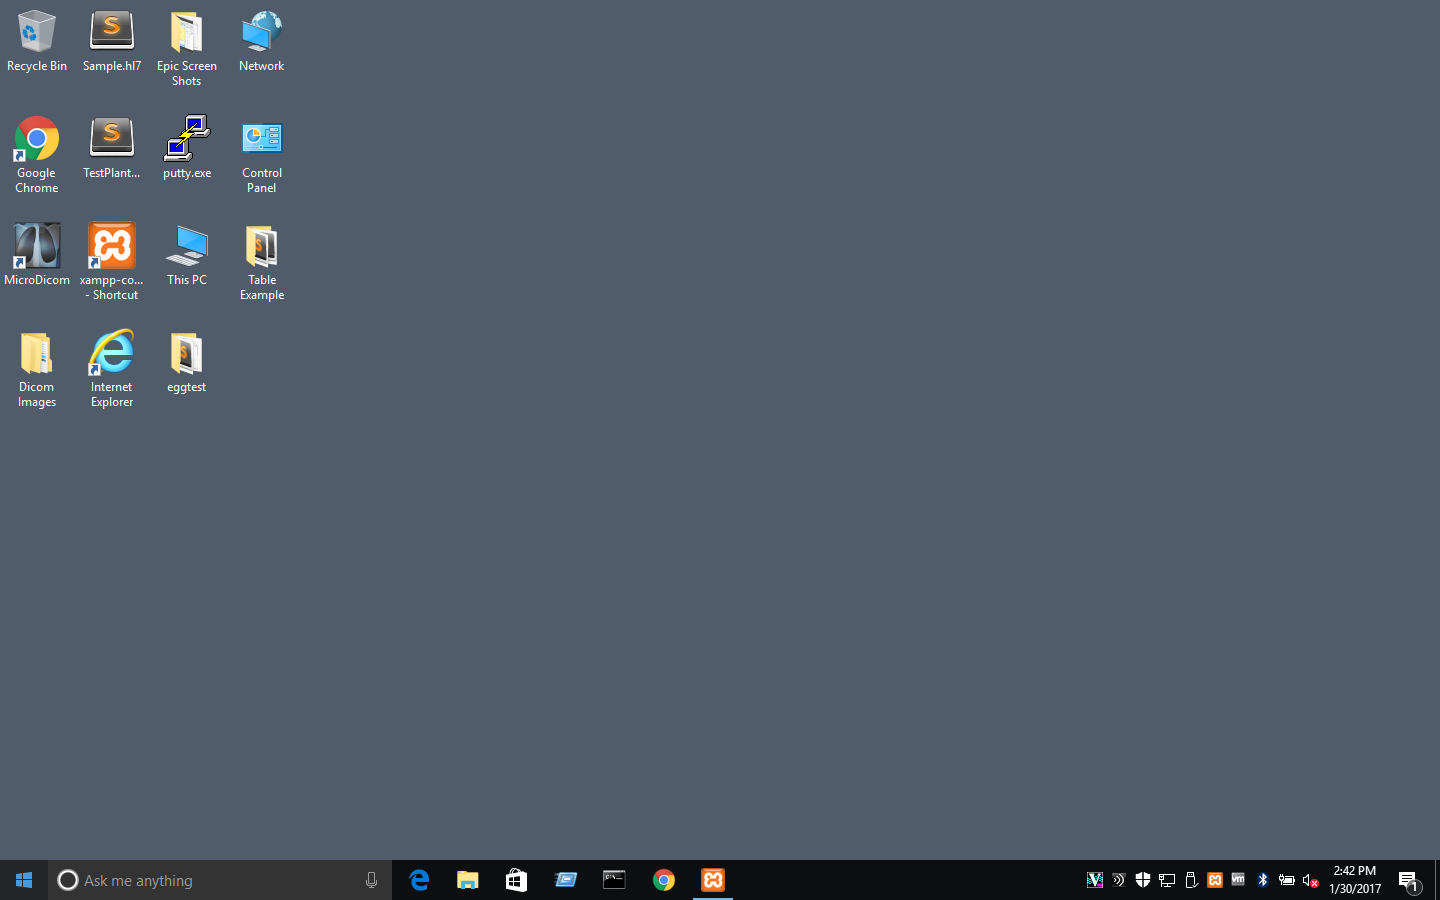 Recycle Bin
Sample.hl7
Epic Screen
Shots
Network
Google
Chrome
TestPlant...
putty.exe
Control
Panel
MicroDicom
xampp-co...
- Shortcut
This PC
Table
Example
Dicom
Images
Internet
Explorer
eggtest
Ask me anything
2:42 PM
1/30/2017
1